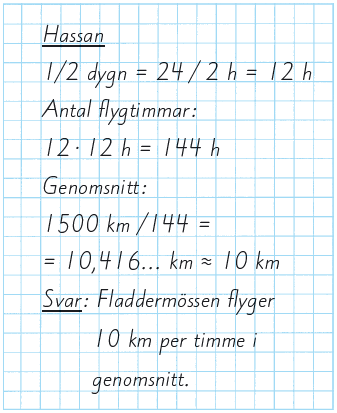 Hassan
1/2 dygn = 24 / 2 h = 12 h
Antal flygtimmar:
12 · 12 h = 144 h
Genomsnitt:
1500 km /144 =
= 10,416... km ≈ 10 km
Svar: Fladdermössen flyger
10 km per timme i
genomsnitt.